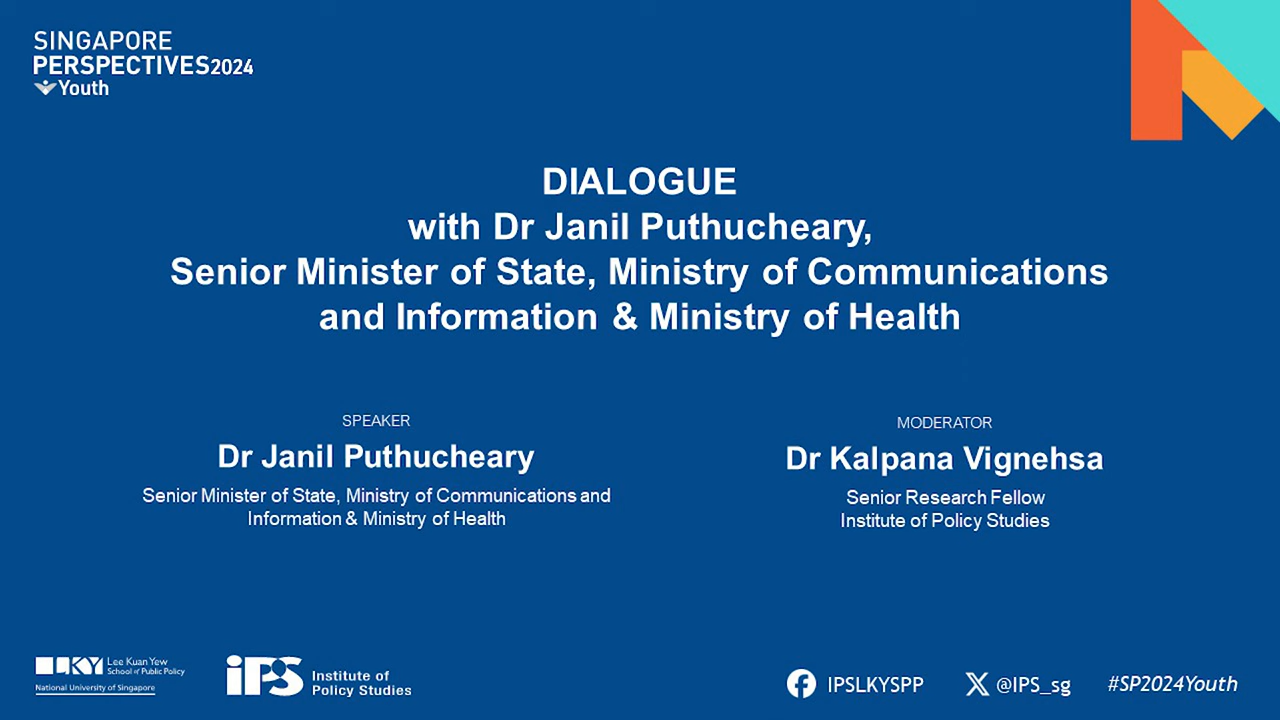 SINGAPORE
PERSPECTIVES2024
Youth
DIALOGUE
with Dr Janil Puthucheary,
Senior Minister of State, Ministry of Communications
and Information & Ministry of Health
SPEAKER
Dr Janil Puthucheary
Senior Minister of State, Ministry of Communications and
Information & Ministry of Health
MODERATOR
Dr Kalpana Vignehsa
Senior Research Fellow
Institute of Policy Studies
LKY Lee Kuan Yew
School of Public Policy
National University of Singapore
iPS Institute of
Policy Studies
IPSLKYSPP
@IPS_sg
#SP2024Youth